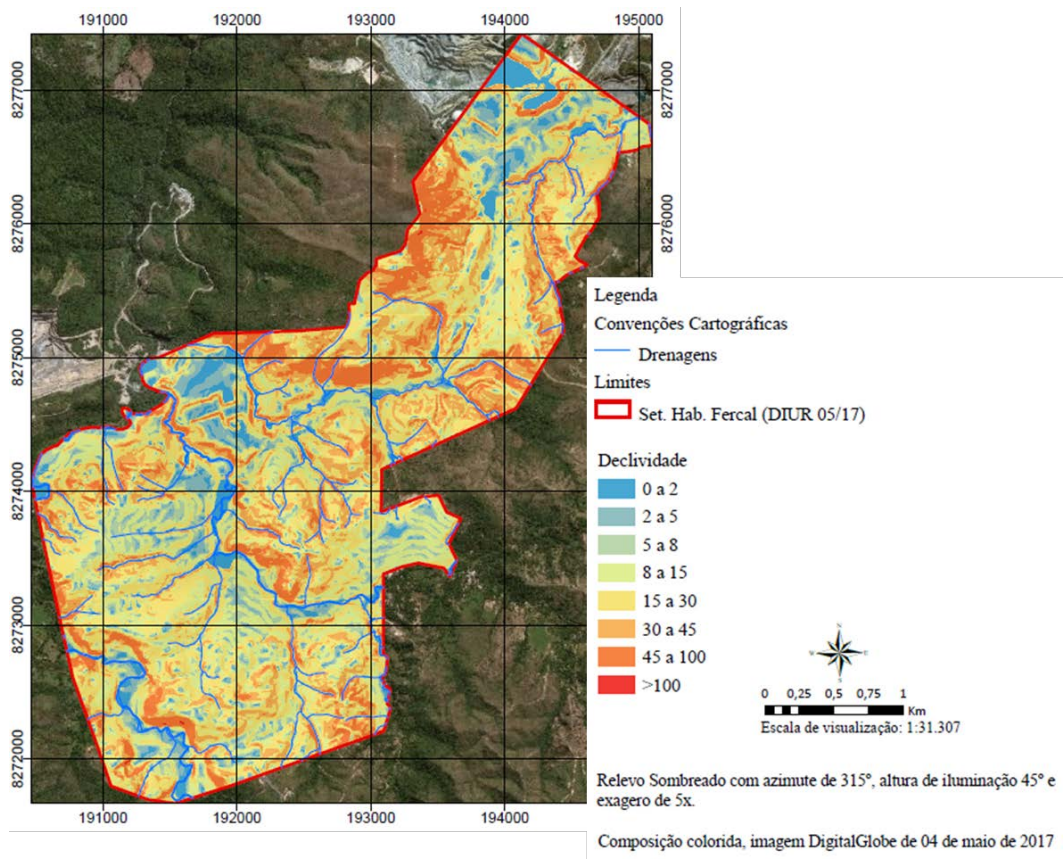 191000 192000 193000 194000 195000
8277000
8277000
8276000
8276000
8275000
8274000
8273000
8272000
191000 192000 193000 194000
Legenda
Convenções Cartográficas
Drenagens
Limites
Set. Hab. Fercal (DIUR 05/17)
Declividade
0 a 2
2 a 5
5 a 8
8 a 15
15 a 30
30 a 45
45 a 100
>100
N
W E
S
0 0,25 0,5 0,75 1
Km
Escala de visualização: 1:31.307
Relevo Sombreado com azimute de 315º, altura de iluminação 45º e
exagero de 5x.
Composição colorida, imagem DigitalGlobe de 04 de maio de 2017